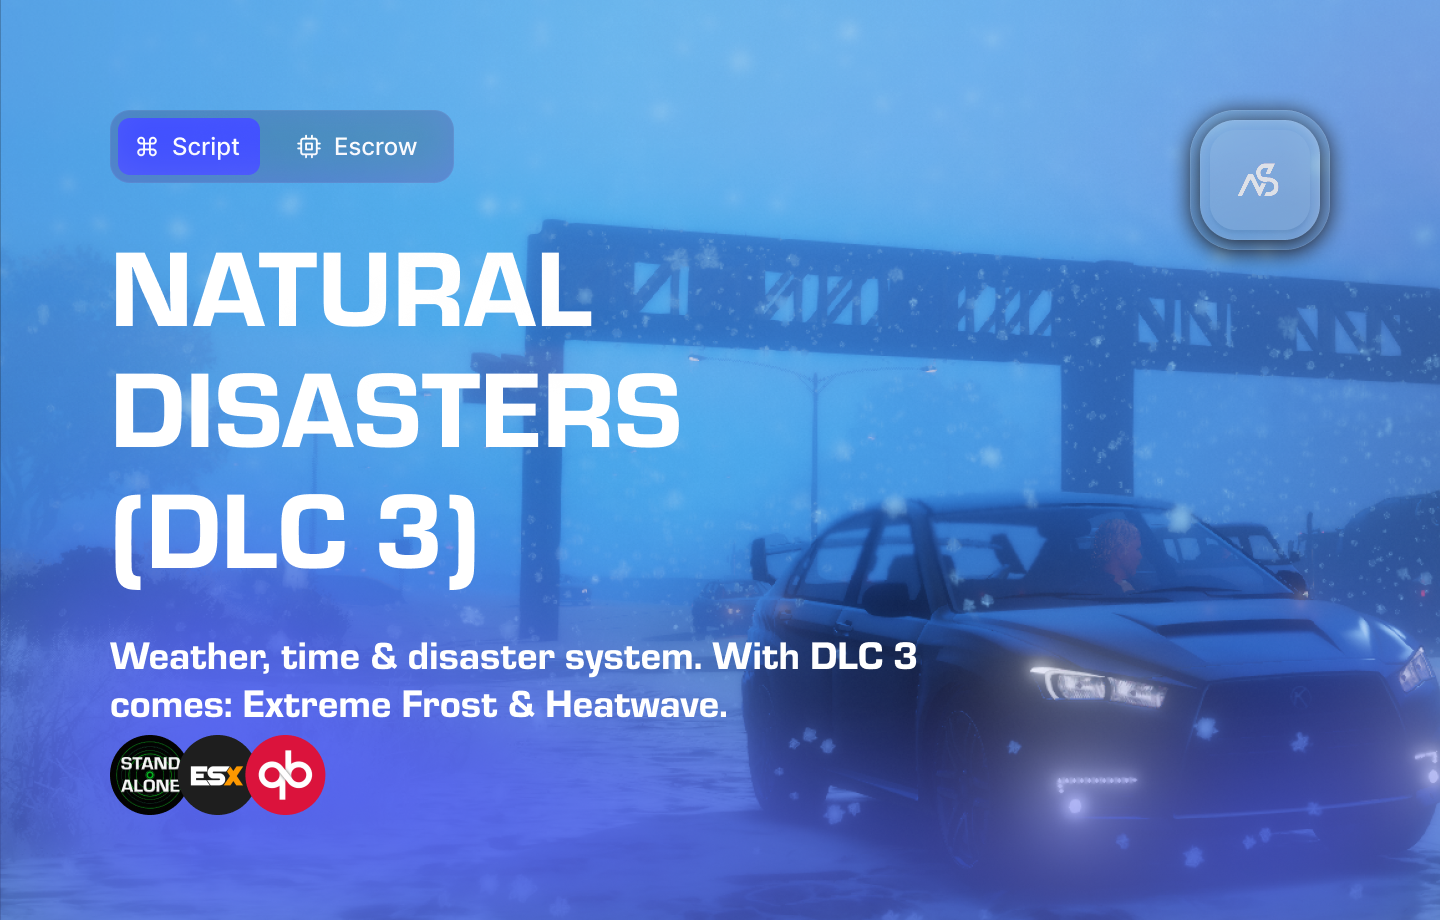 Script
Escrow
NATURAL
DISASTERS
(DLC 3)
Weather, time & disaster system. With DLC 3
comes: Extreme Frost & Heatwave.
STAND
ALONE
ESX
qb